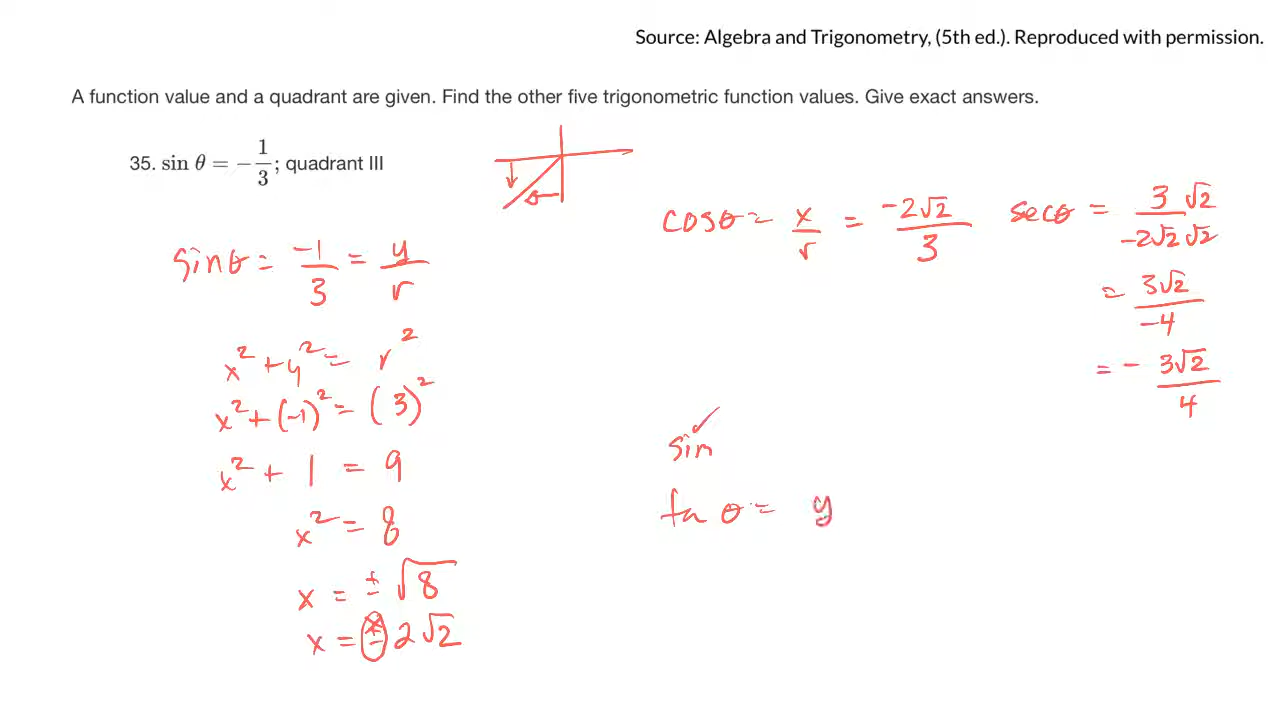 Source: Algebra and Trigonometry, (5th ed.). Reproduced with permission.
A function value and a quadrant are given. Find the other five trigonometric function values. Give exact answers.
35. sin θ = −1/3; quadrant III
sinθ = -1/3 = y/r
x² + y² = r²
x² + (-1)² = (3)²
x² + 1 = 9
x² = 8
x = ±√8
x = ±2√2
cosθ = x/r = -2√2/3
secθ = 3√2/-2√2√2
= 3√2/-4
= - 3√2/4
sin ✓
tan θ = y